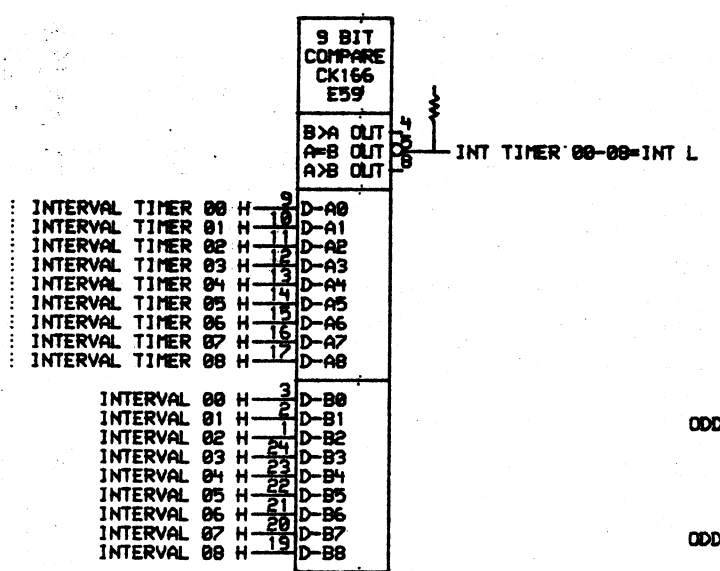 9 BIT
COMPARE
CK166
E59
B>A OUT 4
A=B OUT INT TIMER 00-08=INT L
A>B OUT
INTERVAL TIMER 00 H 9 D-A0
INTERVAL TIMER 01 H 10 D-A1
INTERVAL TIMER 02 H 11 D-A2
INTERVAL TIMER 03 H 12 D-A3
INTERVAL TIMER 04 H 13 D-A4
INTERVAL TIMER 05 H 14 D-A5
INTERVAL TIMER 06 H 15 D-A6
INTERVAL TIMER 07 H 16 D-A7
INTERVAL TIMER 08 H 17 D-A8
INTERVAL 00 H 3 D-B0
INTERVAL 01 H 2 D-B1
ODD
INTERVAL 02 H 1 D-B2
INTERVAL 03 H 24 D-B3
INTERVAL 04 H 23 D-B4
INTERVAL 05 H 22 D-B5
INTERVAL 06 H 21 D-B6
INTERVAL 07 H 20 D-B7
ODD
INTERVAL 08 H 19 D-B8